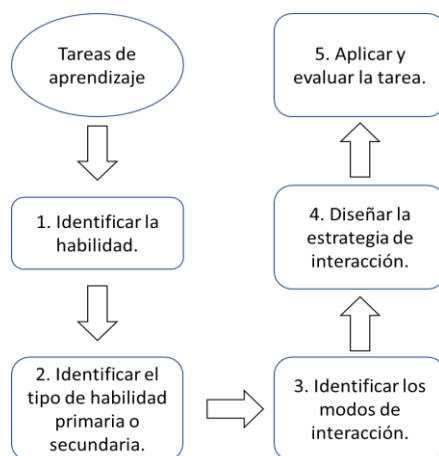 Tareas de
aprendizaje
1. Identificar la
habilidad.
2. Identificar el
tipo de habilidad
primaria o
secundaria.
3. Identificar los
modos de
interacción.
4. Diseñar la
estrategia de
interacción.
5. Aplicar y
evaluar la tarea.